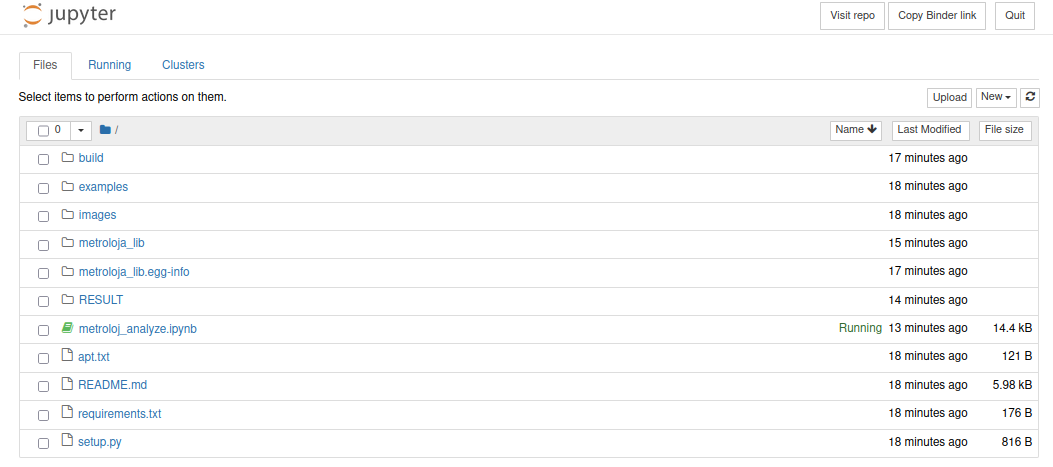 jupyter Visit repo Copy Binder link Quit
Files Running Clusters
Select items to perform actions on them. Upload New
0 / Name Last Modified File size
build 17 minutes ago
examples 18 minutes ago
images 18 minutes ago
metroloja_lib 15 minutes ago
metroloja_lib.egg-info 17 minutes ago
RESULT 14 minutes ago
metroloj_analyze.ipynb Running 13 minutes ago 14.4 kB
apt.txt 18 minutes ago 121 B
README.md 18 minutes ago 5.98 kB
requirements.txt 18 minutes ago 176 B
setup.py 18 minutes ago 816 B